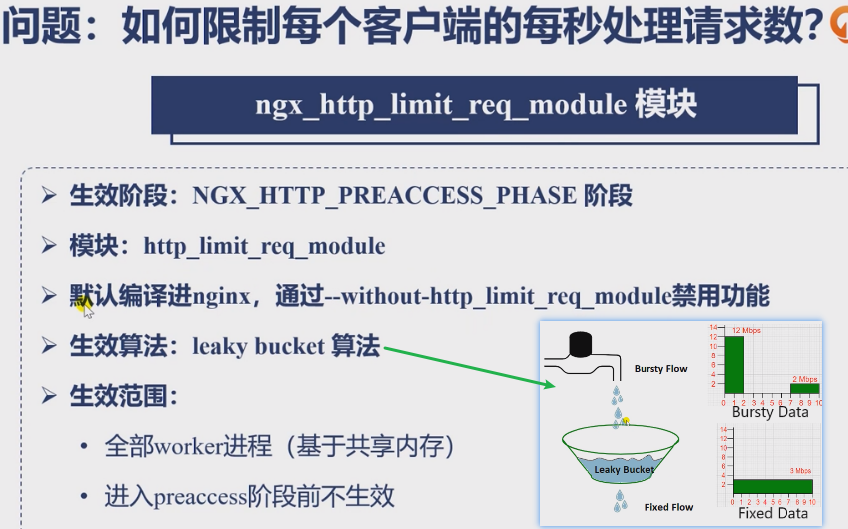 问题：如何限制每个客户端的每秒处理请求数？
ngx_http_limit_req_module 模块
生效阶段：NGX_HTTP_PREACCESS_PHASE 阶段
模块：http_limit_req_module
默认编译进nginx，通过--without-http_limit_req_module禁用功能
生效算法：leaky bucket 算法
生效范围：
全部worker进程（基于共享内存）
进入preaccess阶段前不生效
Bursty Flow
Leaky Bucket
Fixed Flow
14
12 Mbps
12
10
8
6
4
2 Mbps
2
0 1 2 3 4 5 6 7 8 9 10
Bursty Data
14
12
10
8
6
4
3 Mbps
2
0 1 2 3 4 5 6 7 8 9 10
Fixed Data